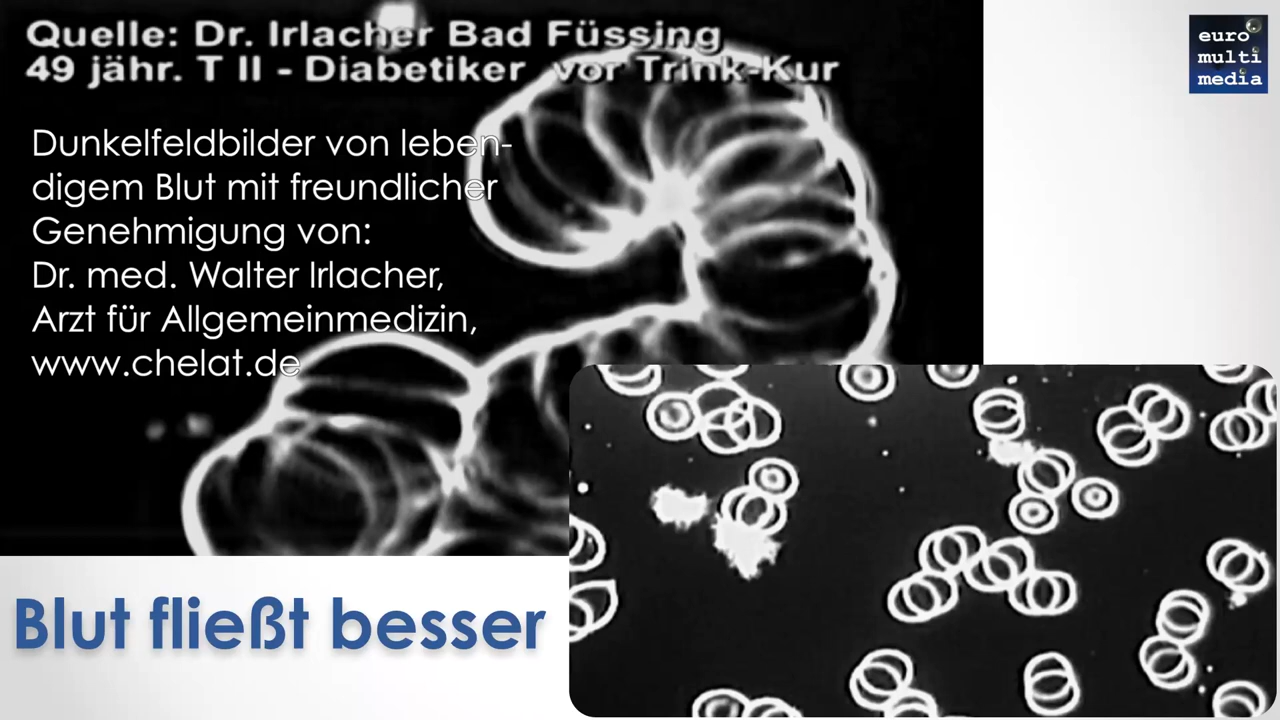 Quelle: Dr. Irlacher Bad Füssing
49 jähr. T II - Diabetiker vor Trink-Kur
Dunkelfeldbilder von leben-
digem Blut mit freundlicher
Genehmigung von:
Dr. med. Walter Irlacher,
Arzt für Allgemeinmedizin,
www.chelat.de
Blut fließt besser
euro
multi
media